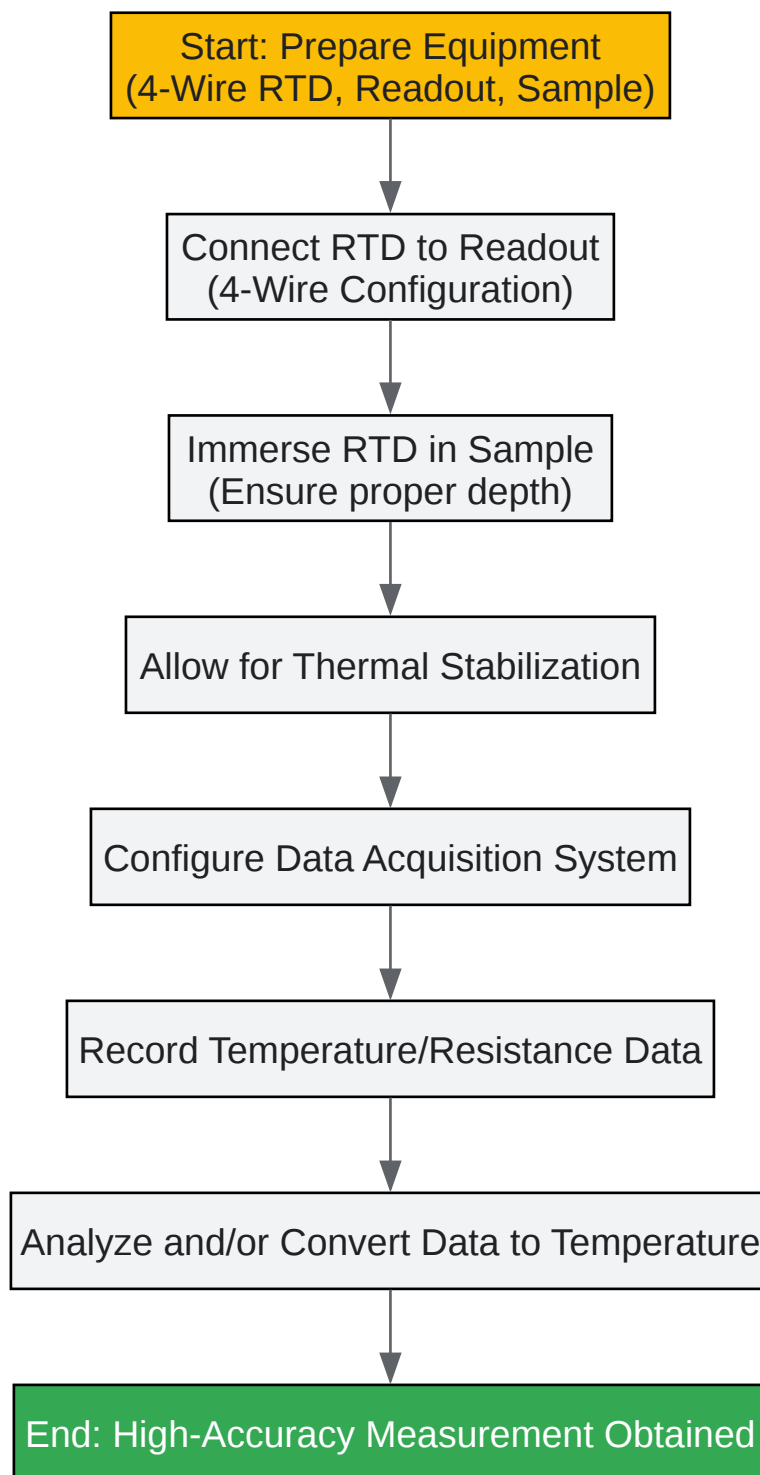 Start: Prepare Equipment
(4-Wire RTD, Readout, Sample)
Connect RTD to Readout
(4-Wire Configuration)
Immerse RTD in Sample
(Ensure proper depth)
Allow for Thermal Stabilization
Configure Data Acquisition System
Record Temperature/Resistance Data
Analyze and/or Convert Data to Temperature
End: High-Accuracy Measurement Obtained